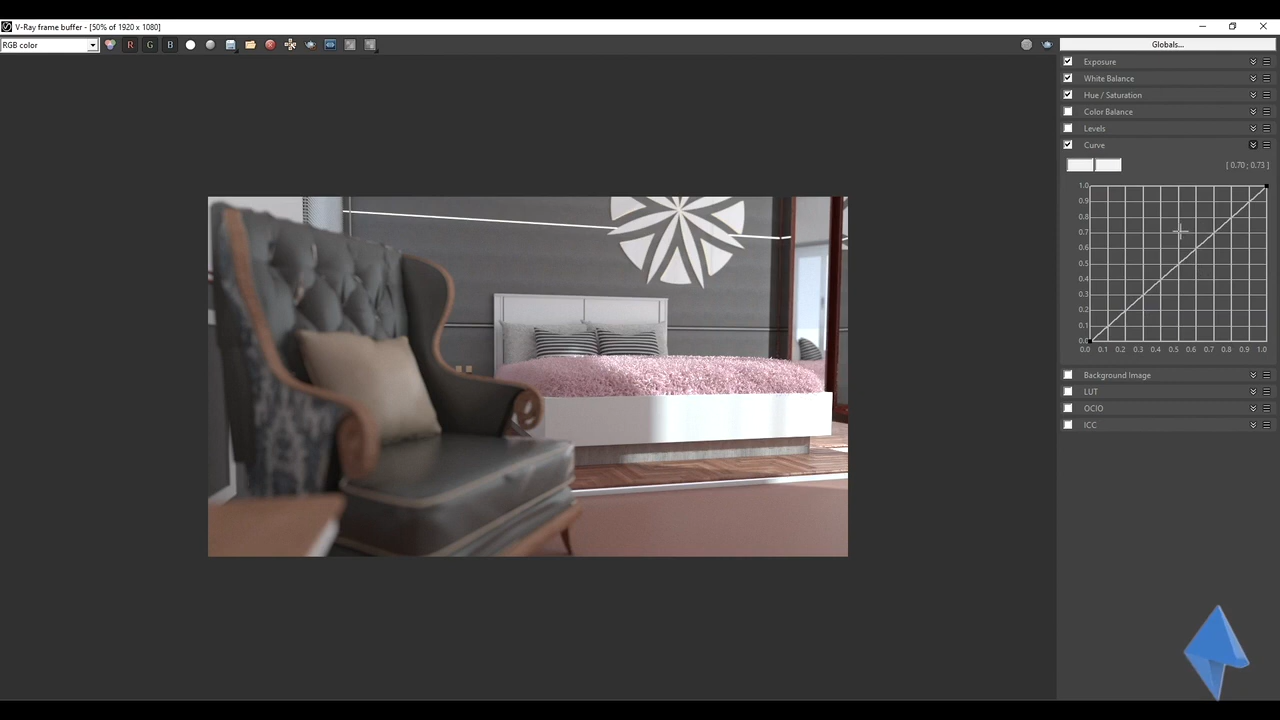 V-Ray frame buffer - [50% of 1920 x 1080]
RGB color
R G B
Globals...
Exposure
White Balance
Hue / Saturation
Color Balance
Levels
Curve
[ 0.70 ; 0.73 ]
1.0
0.9
0.8
0.7
0.6
0.5
0.4
0.3
0.2
0.1
0.0
0.0 0.1 0.2 0.3 0.4 0.5 0.6 0.7 0.8 0.9 1.0
Background Image
LUT
OCIO
ICC